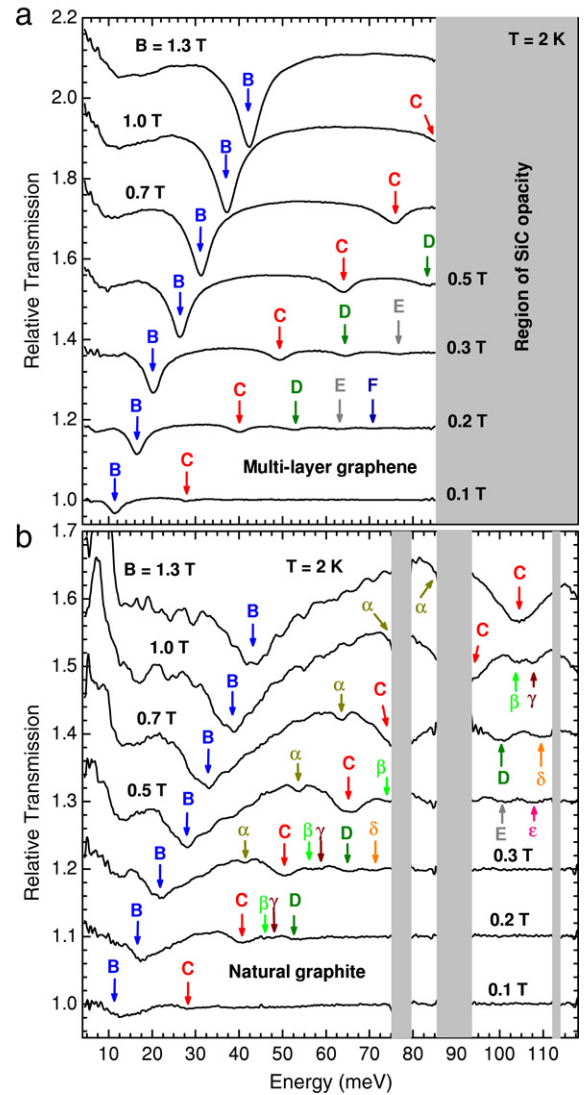 a
2.2
2.0
1.8
1.6
1.4
1.2
1.0
Relative Transmission
B = 1.3 T
T = 2 K
B
C
1.0 T
B
C
0.7 T
B
C
D
B
0.5 T
C
D
E
B
0.3 T
C
D
E
F
B
0.2 T
C
B
Multi-layer graphene
0.1 T
Region of SiC opacity
b
1.7
1.6
1.5
1.4
1.3
1.2
1.1
1.0
Relative Transmission
B = 1.3 T
T = 2 K
B
α
α
C
1.0 T
B
C
β
γ
α
C
0.7 T
B
D
δ
α
C
β
0.5 T
B
E
ε
α
C
β
γ
D
δ
0.3 T
B
C
β
γ
D
0.2 T
B
C
Natural graphite
0.1 T
10 20 30 40 50 60 70 80 90 100 110
Energy (meV)